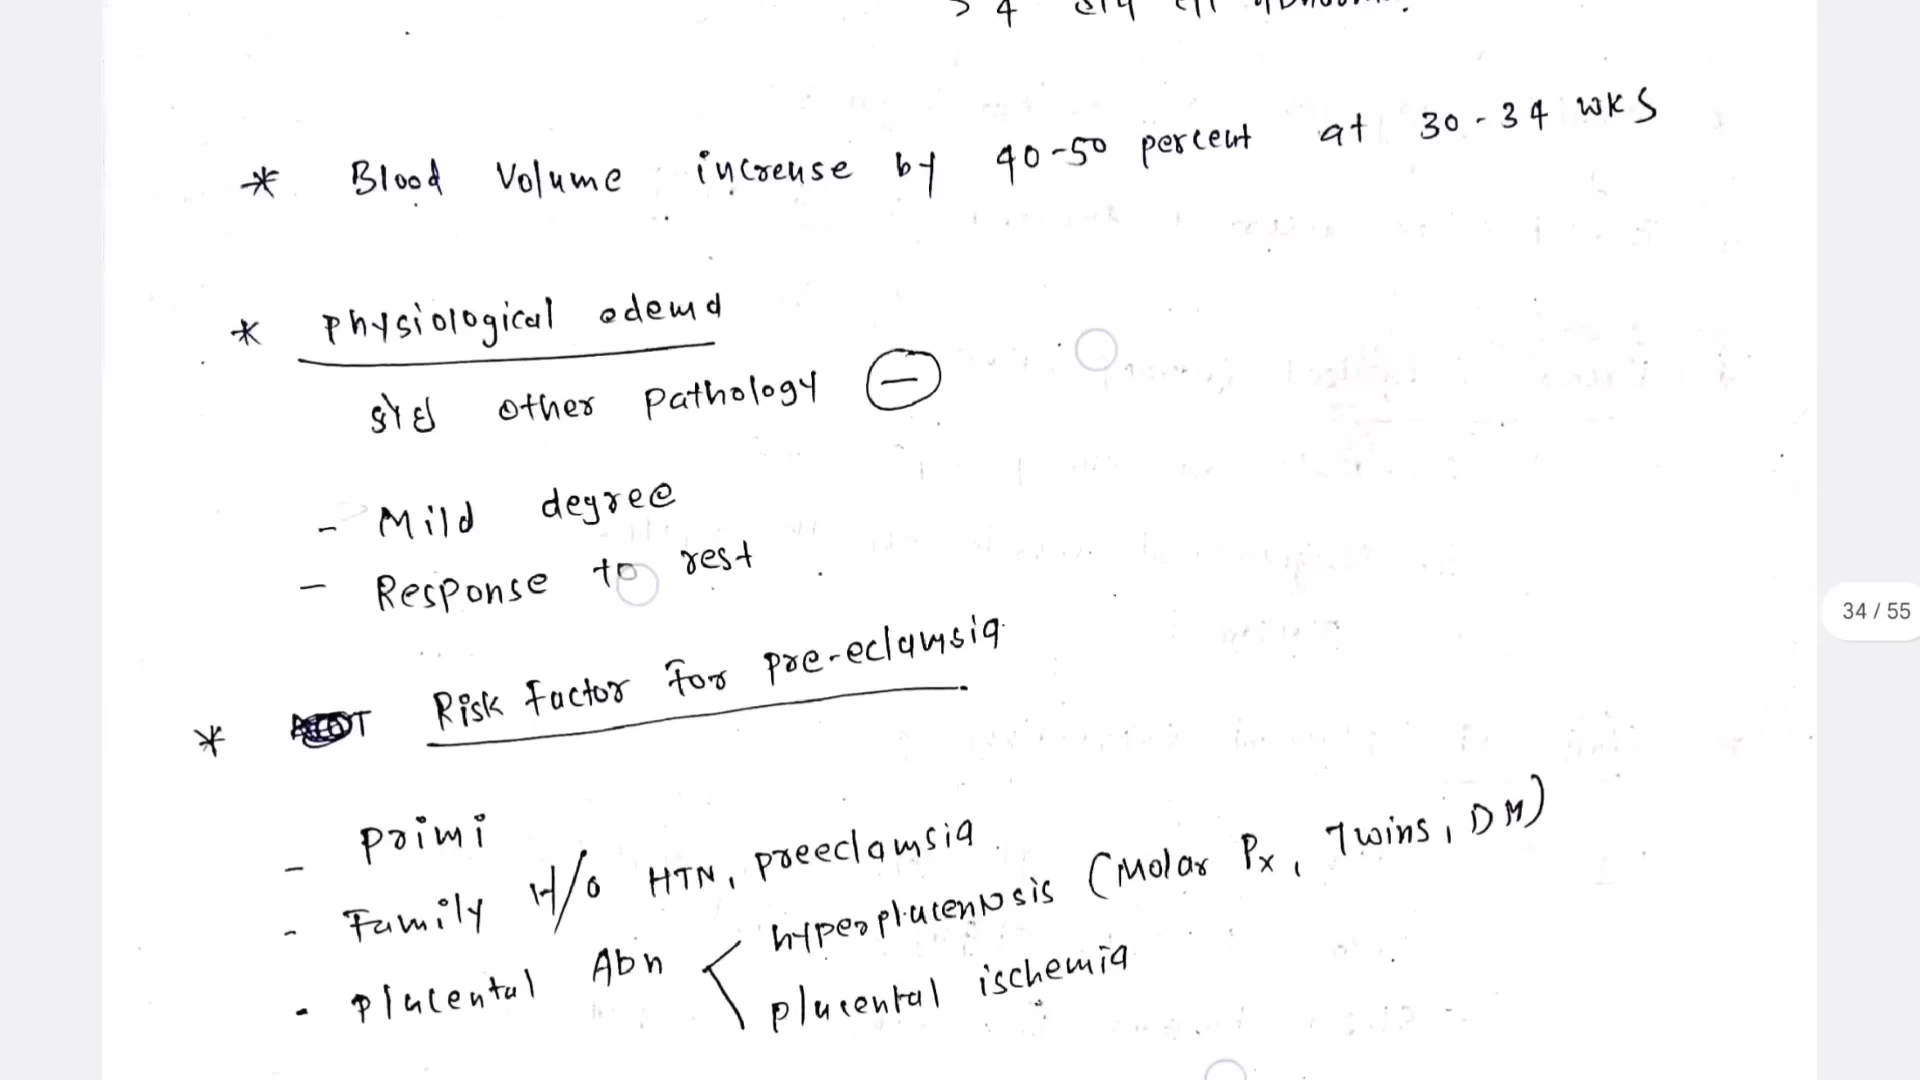 * Blood Volume increase by 40-50 percent at 30-34 wks
* Physiological edema
કોઈ other pathology ⊖
- Mild degree
- Response to rest
* Risk Factor For pre-eclamsia
- Primi
- Family H/o HTN, preeclamsia
- Placental Abn < hyperplacentosis (Molar Px, Twins, DM)
placental ischemia
34 / 55